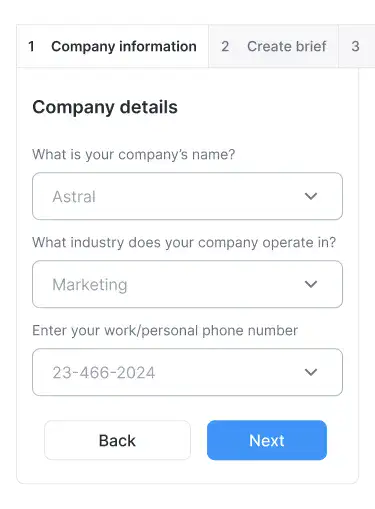 1 Company information 2 Create brief 3
Company details
What is your company’s name?
Astral
What industry does your company operate in?
Marketing
Enter your work/personal phone number
23-466-2024
Back Next